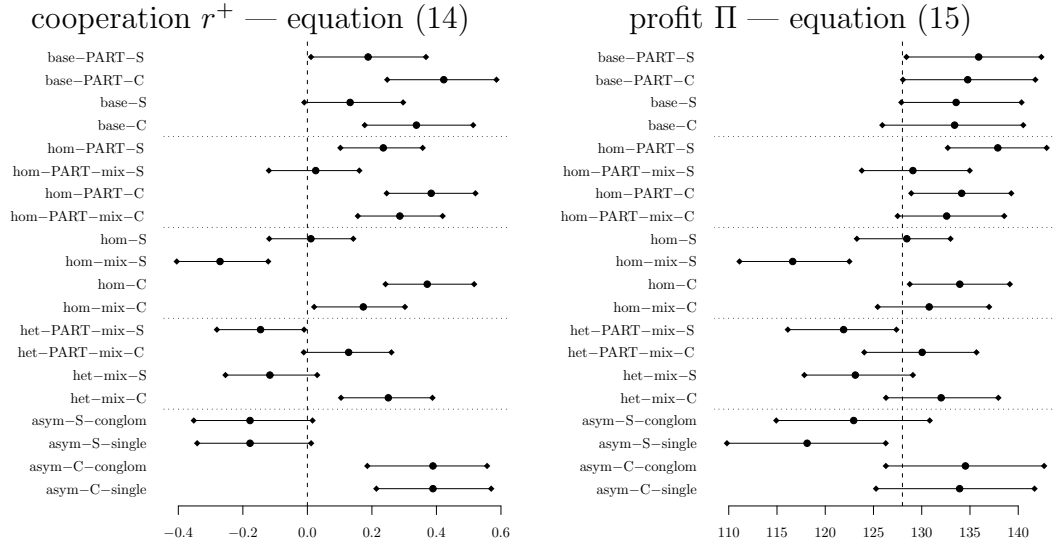 cooperation r⁺ — equation (14)
base−PART−S
base−PART−C
base−S
base−C
hom−PART−S
hom−PART−mix−S
hom−PART−C
hom−PART−mix−C
hom−S
hom−mix−S
hom−C
hom−mix−C
het−PART−mix−S
het−PART−mix−C
het−mix−S
het−mix−C
asym−S−conglom
asym−S−single
asym−C−conglom
asym−C−single
−0.4 −0.2 0.0 0.2 0.4 0.6
profit Π — equation (15)
base−PART−S
base−PART−C
base−S
base−C
hom−PART−S
hom−PART−mix−S
hom−PART−C
hom−PART−mix−C
hom−S
hom−mix−S
hom−C
hom−mix−C
het−PART−mix−S
het−PART−mix−C
het−mix−S
het−mix−C
asym−S−conglom
asym−S−single
asym−C−conglom
asym−C−single
110 115 120 125 130 135 140